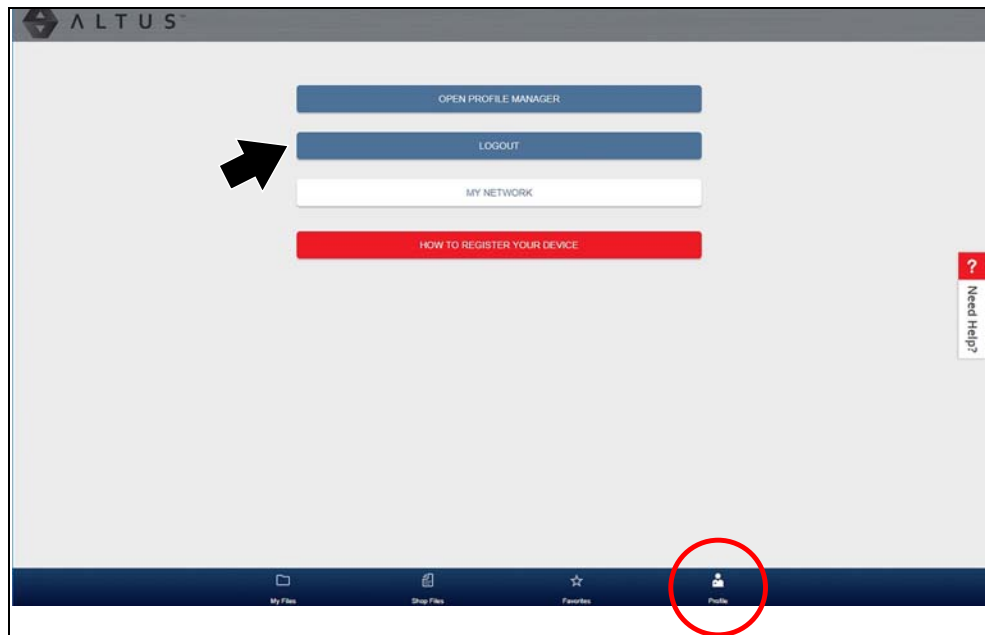 ALTUS™
OPEN PROFILE MANAGER
LOGOUT
MY NETWORK
HOW TO REGISTER YOUR DEVICE
?
Need Help?
My Files
Shop Files
Favorites
Profile